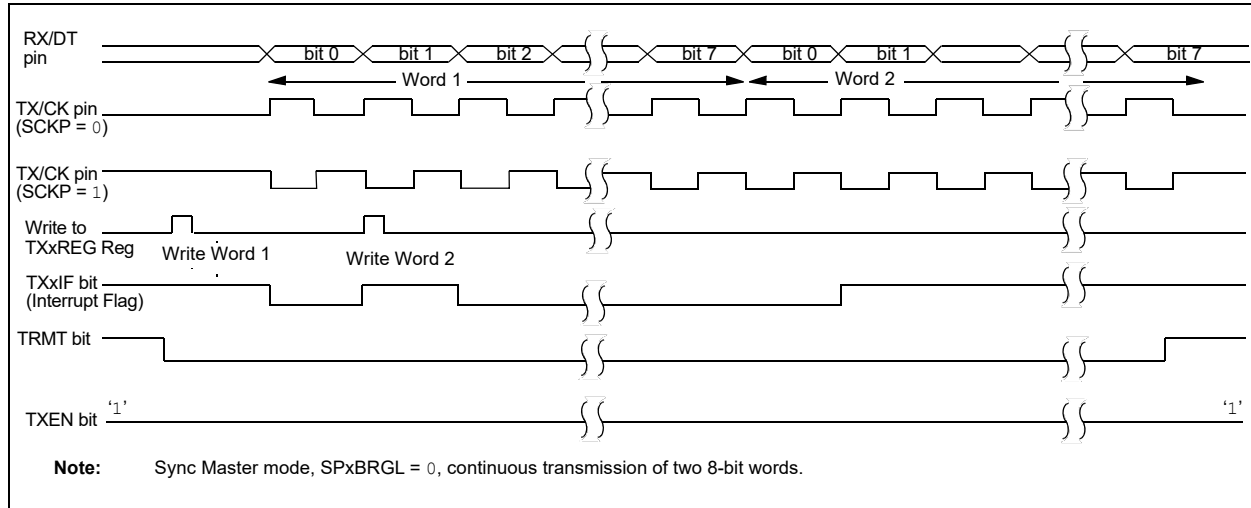 RX/DT
pin
bit 0 bit 1 bit 2 bit 7 bit 0 bit 1 bit 7
Word 1 Word 2
TX/CK pin
(SCKP = 0)
TX/CK pin
(SCKP = 1)
Write to
TXxREG Reg
Write Word 1 Write Word 2
TXxIF bit
(Interrupt Flag)
TRMT bit
TXEN bit ‘1’ ‘1’
Note: Sync Master mode, SPxBRGL = 0, continuous transmission of two 8-bit words.